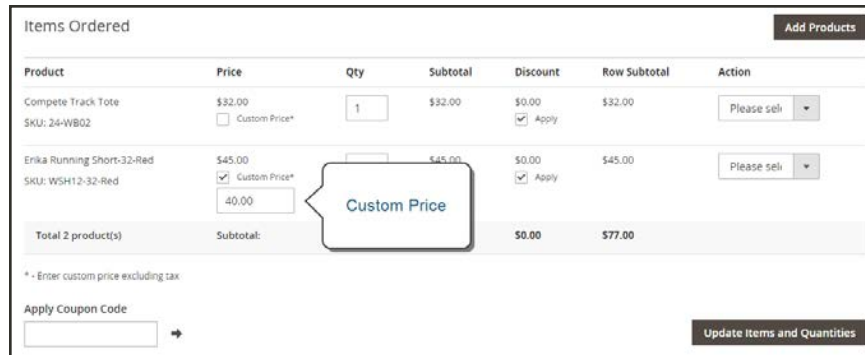 Items Ordered
Add Products
Product Price Qty Subtotal Discount Row Subtotal Action
Compete Track Tote $32.00 1 $32.00 $0.00 $32.00 Please sele
SKU: 24-WB02 Custom Price* Apply
Erika Running Short-32-Red $45.00 $45.00 $0.00 $45.00 Please sele
SKU: WSH12-32-Red Custom Price* Apply
40.00
Custom Price
Total 2 product(s) Subtotal: $0.00 $77.00
* - Enter custom price excluding tax
Apply Coupon Code
Update Items and Quantities